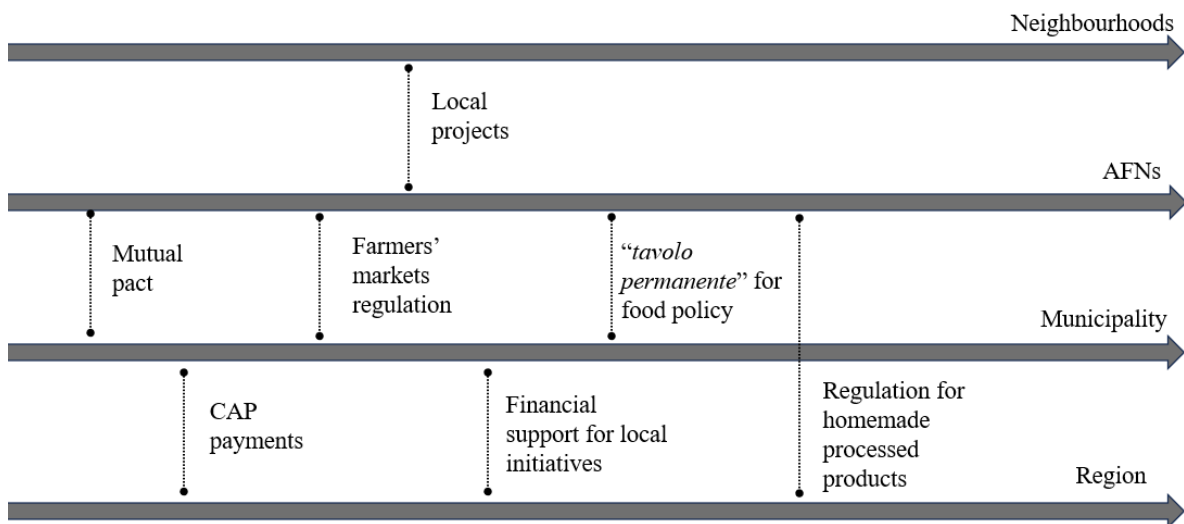 Neighbourhoods
Local
projects
AFNs
Mutual
pact
Farmers’
markets
regulation
“tavolo
permanente” for
food policy
Municipality
CAP
payments
Financial
support for local
initiatives
Regulation for
homemade
processed
products
Region